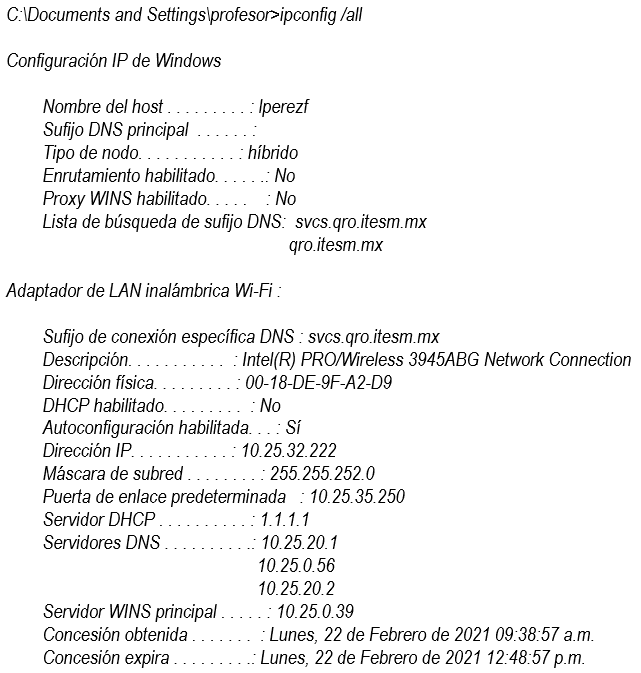 C:\Documents and Settings\profesor>ipconfig /all
Configuración IP de Windows
Nombre del host . . . . . . . . . . : lperezf
Sufijo DNS principal . . . . . . :
Tipo de nodo. . . . . . . . . . . : híbrido
Enrutamiento habilitado. . . . . .: No
Proxy WINS habilitado. . . . . : No
Lista de búsqueda de sufijo DNS: svcs.qro.itesm.mx
qro.itesm.mx
Adaptador de LAN inalámbrica Wi-Fi :
Sufijo de conexión específica DNS : svcs.qro.itesm.mx
Descripción. . . . . . . . . . . : Intel(R) PRO/Wireless 3945ABG Network Connection
Dirección física. . . . . . . . . : 00-18-DE-9F-A2-D9
DHCP habilitado. . . . . . . . . : No
Autoconfiguración habilitada. . . : Sí
Dirección IP. . . . . . . . . . . : 10.25.32.222
Máscara de subred . . . . . . . . : 255.255.252.0
Puerta de enlace predeterminada : 10.25.35.250
Servidor DHCP . . . . . . . . . . : 1.1.1.1
Servidores DNS . . . . . . . . . .: 10.25.20.1
10.25.0.56
10.25.20.2
Servidor WINS principal . . . . . : 10.25.0.39
Concesión obtenida . . . . . . . : Lunes, 22 de Febrero de 2021 09:38:57 a.m.
Concesión expira . . . . . . . . .: Lunes, 22 de Febrero de 2021 12:48:57 p.m.